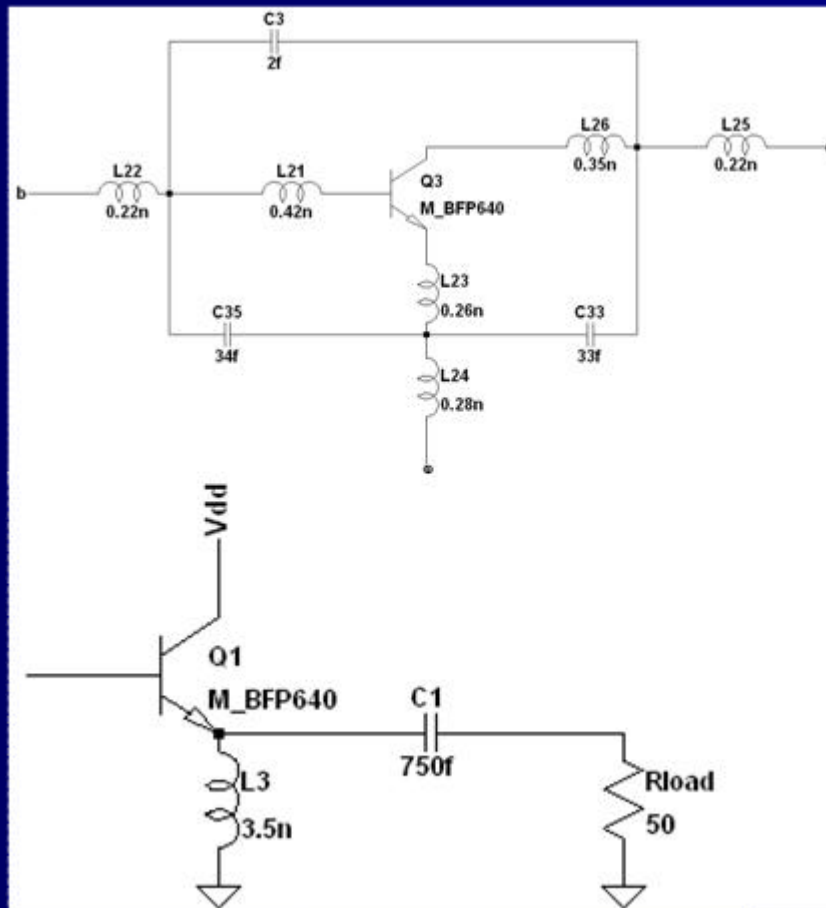 C3
2f
L26
0.35n
L25
0.22n
L22
0.22n
L21
0.42n
Q3
M_BFP640
b
L23
0.26n
C35
34f
C33
33f
L24
0.28n
e
Vdd
Q1
M_BFP640
C1
750f
L3
3.5n
Rload
50